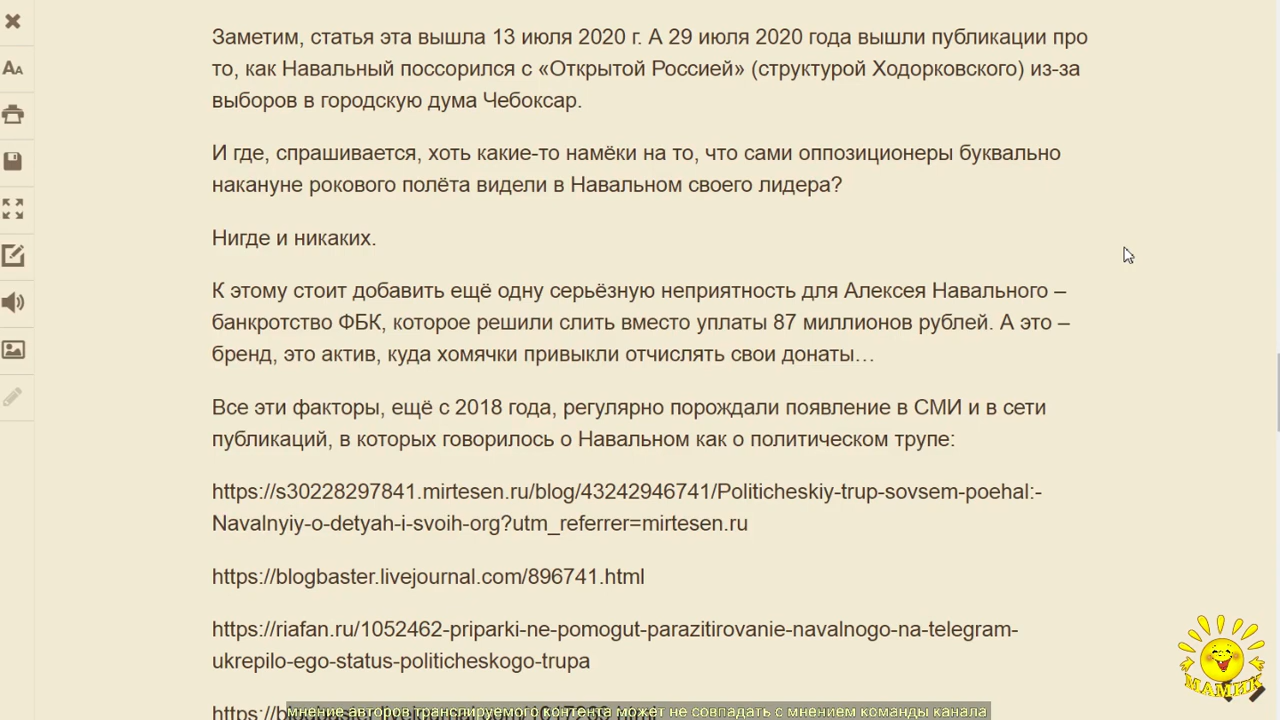 Заметим, статья эта вышла 13 июля 2020 г. А 29 июля 2020 года вышли публикации про
то, как Навальный поссорился с «Открытой Россией» (структурой Ходорковского) из-за
выборов в городскую дума Чебоксар.
И где, спрашивается, хоть какие-то намёки на то, что сами оппозиционеры буквально
накануне рокового полёта видели в Навальном своего лидера?
Нигде и никаких.
К этому стоит добавить ещё одну серьёзную неприятность для Алексея Навального –
банкротство ФБК, которое решили слить вместо уплаты 87 миллионов рублей. А это –
бренд, это актив, куда хомячки привыкли отчислять свои донаты…
Все эти факторы, ещё с 2018 года, регулярно порождали появление в СМИ и в сети
публикаций, в которых говорилось о Навальном как о политическом трупе:
https://s30228297841.mirtesen.ru/blog/43242946741/Politicheskiy-trup-sovsem-poehal:-
Navalnyiy-o-detyah-i-svoih-org?utm_referrer=mirtesen.ru
https://blogbaster.livejournal.com/896741.html
https://riafan.ru/1052462-priparki-ne-pomogut-parazitirovanie-navalnogo-na-telegram-
ukrepilo-ego-status-politicheskogo-trupa
МАМИК
мнение авторов транслируемого контента может не совпадать с мнением команды канала